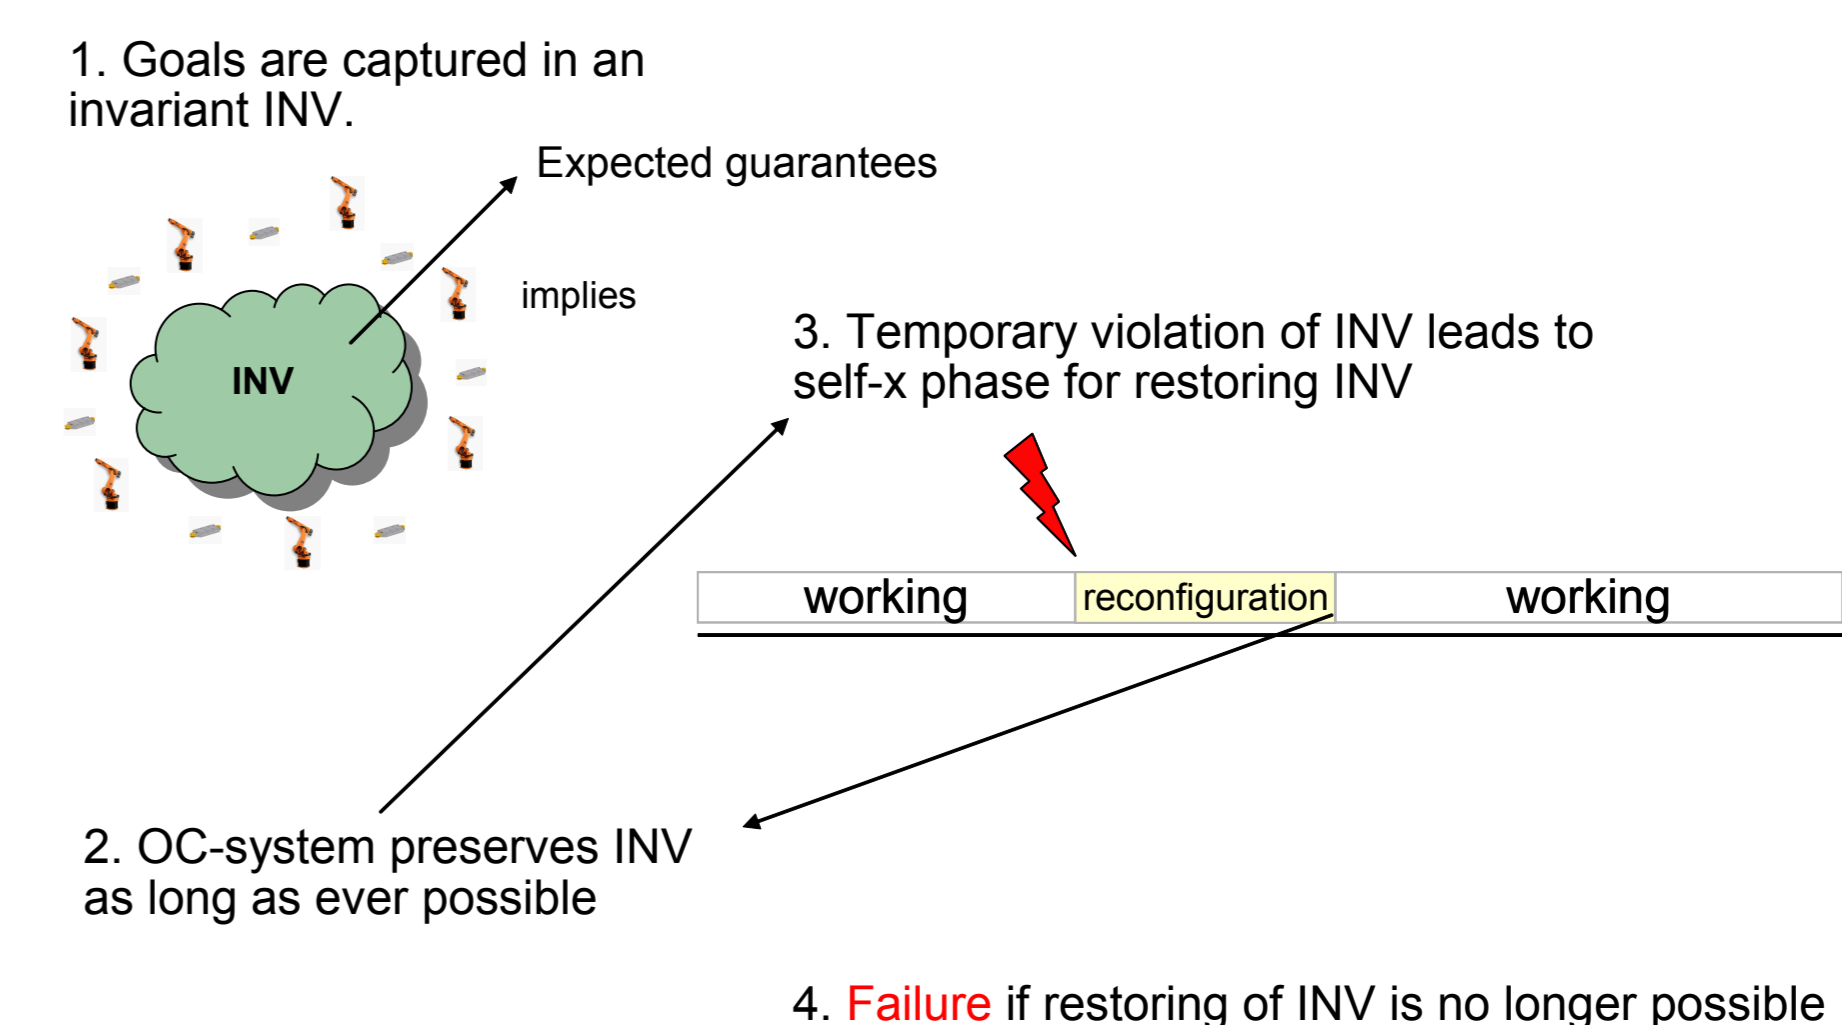 1. Goals are captured in an
invariant INV.
Expected guarantees
implies
INV
3. Temporary violation of INV leads to
self-x phase for restoring INV
working
reconfiguration
working
2. OC-system preserves INV
as long as ever possible
4. Failure if restoring of INV is no longer possible